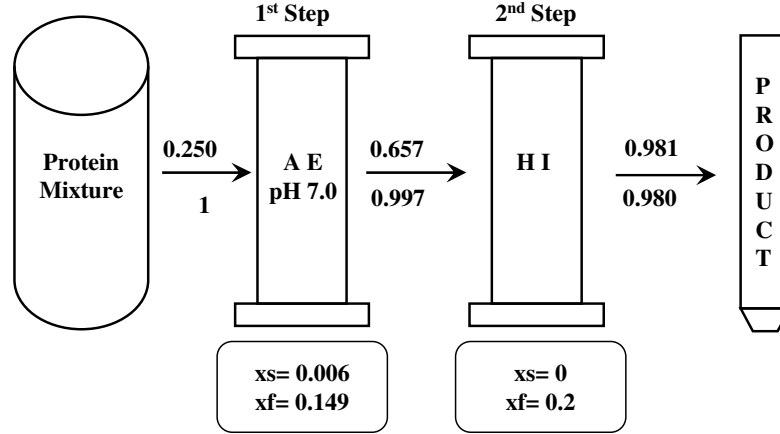 1st Step
2nd Step
Protein
Mixture
0.250
1
A E
pH 7.0
0.657
0.997
H I
0.981
0.980
P
R
O
D
U
C
T
xs= 0.006
xf= 0.149
xs= 0
xf= 0.2